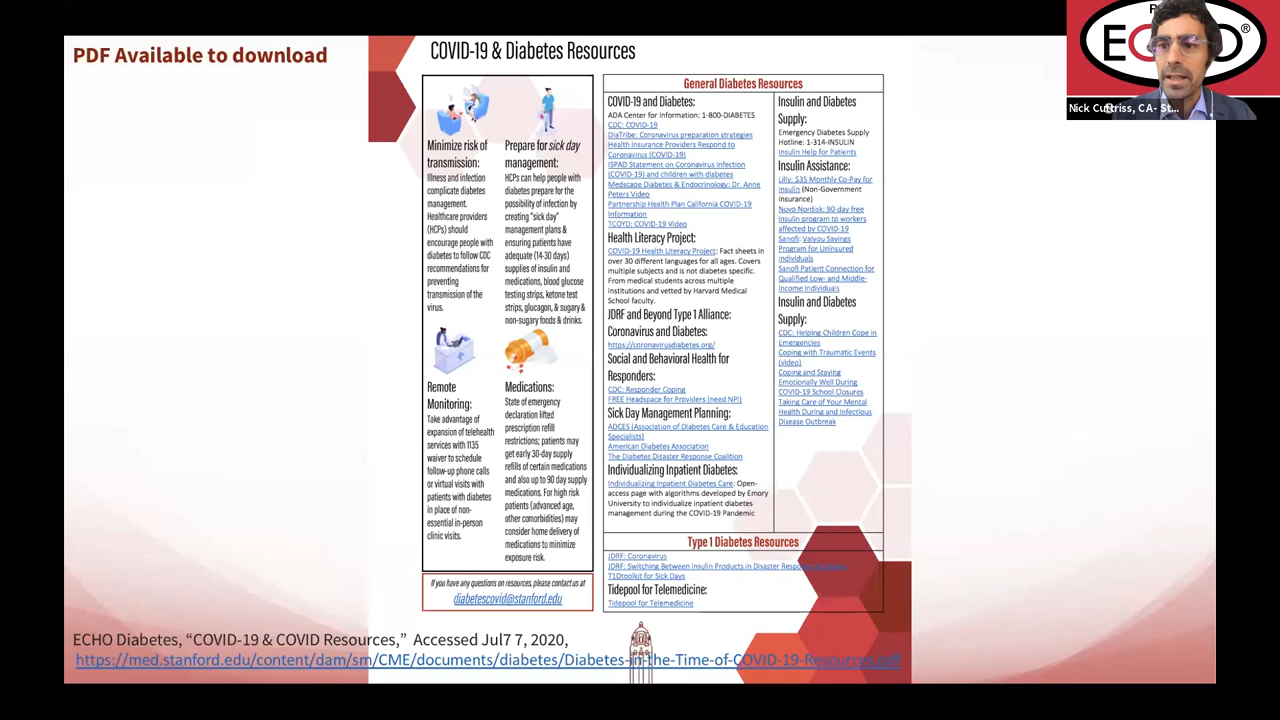 PDF Available to download
COVID-19 & Diabetes Resources
Minimize risk of
transmission:
Illness and infection
complicate diabetes
management.
Healthcare providers
(HCPs) should
encourage people with
diabetes to follow CDC
recommendations for
preventing
transmission of the
virus.
Prepare for sick day
management:
HCPs can help people with
diabetes prepare for the
possibility of infection by
creating "sick day"
management plans &
ensuring patients have
adequate (14-30 days)
supplies of insulin and
medications, blood glucose
testing strips, ketone test
strips, glucagon, & sugary &
non-sugary foods & drinks.
Remote
Monitoring:
Take advantage of
expansion of telehealth
services with 1135
waiver to schedule
follow-up phone calls
or virtual visits with
patients with diabetes
in place of non-
essential in-person
clinic visits.
Medications:
State of emergency
declaration lifted
prescription refill
restrictions; patients may
get early 30-day supply
refills of certain medications
and also up to 90 day supply
medications. For high risk
patients (advanced age,
other comorbidities) may
consider home delivery of
medications to minimize
exposure risk.
If you have any questions on resources, please contact us at
diabetescovid@stanford.edu
General Diabetes Resources
COVID-19 and Diabetes:
ADA Center for Information: 1-800-DIABETES
CDC: COVID-19
DiaTribe: Coronavirus preparation strategies
Health Insurance Providers Respond to
Coronavirus (COVID-19)
ISPAD Statement on Coronavirus infection
(COVID-19) and children with diabetes
Medscape Diabetes & Endocrinology: Dr. Anne
Peters Video
Partnership Health Plan California COVID-19
Information
TCOYD: COVID-19 Video
Health Literacy Project:
COVID-19 Health Literacy Project: Fact sheets in
over 30 different languages for all ages. Covers
multiple subjects and is not diabetes specific.
From medical students across multiple
institutions and vetted by Harvard Medical
School faculty.
JDRF and Beyond Type 1 Alliance:
Coronavirus and Diabetes:
https://coronavirusdiabetes.org/
Social and Behavioral Health for
Responders:
CDC: Responder Coping
FREE Headspace for Providers (need NPI)
Sick Day Management Planning:
ADCES (Association of Diabetes Care & Education
Specialists)
American Diabetes Association
The Diabetes Disaster Response Coalition
Individualizing Inpatient Diabetes:
Individualizing Inpatient Diabetes Care: Open-
access page with algorithms developed by Emory
University to individualize inpatient diabetes
management during the COVID-19 Pandemic
Insulin and Diabetes
Supply:
Emergency Diabetes Supply
Hotline: 1-314-INSULIN
Insulin Help for Patients
Insulin Assistance:
Lilly: $35 Monthly Co-Pay for
Insulin (Non-Government
Insurance)
Novo Nordisk: 90-day free
insulin program to workers
affected by COVID-19
Sanofi: Valyou Savings
Program for Uninsured
Individuals
Sanofi Patient Connection for
Qualified Low- and Middle-
Income Individuals
Insulin and Diabetes
Supply:
CDC: Helping Children Cope in
Emergencies
Coping with Traumatic Events
(video)
Coping and Staying
Emotionally Well During
COVID-19 School Closures
Taking Care of Your Mental
Health During and Infectious
Disease Outbreak
Type 1 Diabetes Resources
JDRF: Coronavirus
JDRF: Switching Between Insulin Products in Disaster
T1Dtoolkit for Sick Days
Tidepool for Telemedicine:
Tidepool for Telemedicine
ECHO Diabetes, “COVID-19 & COVID Resources,” Accessed Jul7 7, 2020,
https://med.stanford.edu/content/dam/sm/CME/documents/diabetes/Diabetes-in-the-Time-of-COVID-19-Resources.pdf
ECHO®
Nick Cuttriss, CA- St...